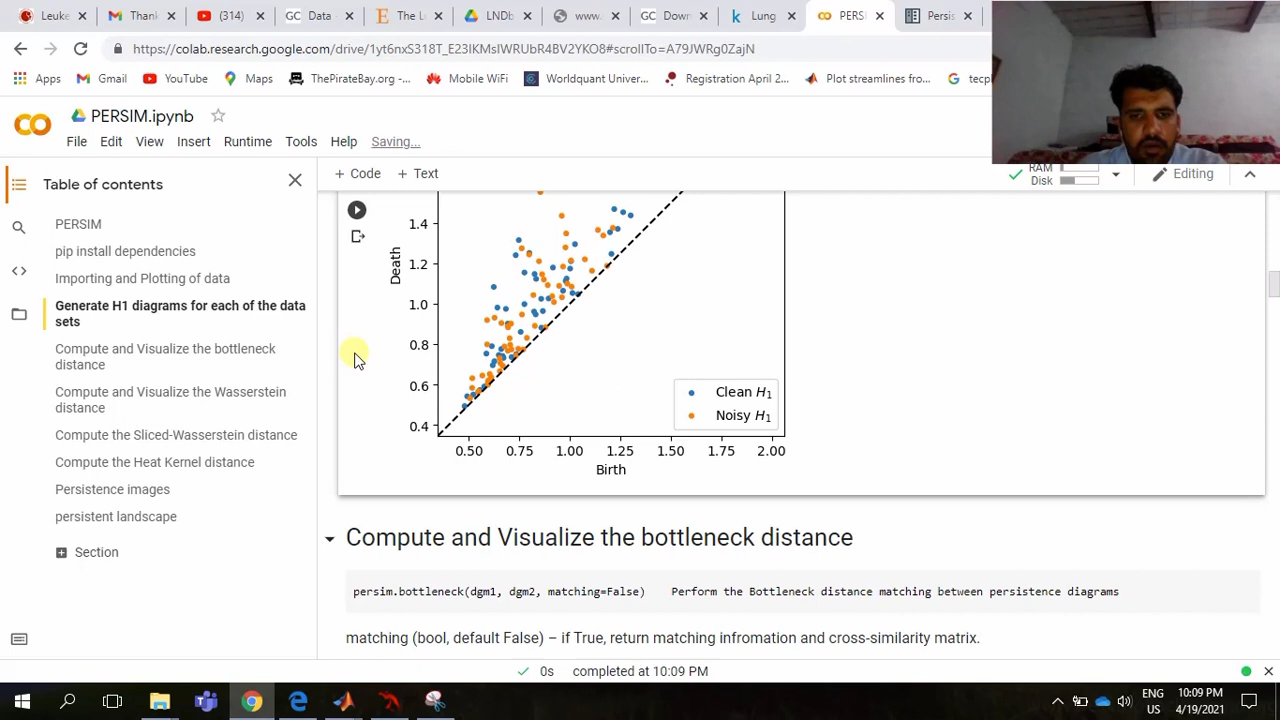 Leuke
Thank
(314)
Data -
The L
LNDb
www.
Down
Lung
PERS
Persis
https://colab.research.google.com/drive/1yt6nxS318T_E23IKMsIWRUbR4BV2YKO8#scrollTo=A79JWRg0ZajN
Apps
Gmail
YouTube
Maps
ThePirateBay.org -...
Mobile WiFi
Worldquant Univer...
Registration April 2...
Plot streamlines fro...
tecpl
PERSIM.ipynb
File Edit View Insert Runtime Tools Help Saving...
Table of contents
+ Code + Text
RAM
Disk
Editing
PERSIM
pip install dependencies
Importing and Plotting of data
Generate H1 diagrams for each of the data
sets
Compute and Visualize the bottleneck
distance
Compute and Visualize the Wasserstein
distance
Compute the Sliced-Wasserstein distance
Compute the Heat Kernel distance
Persistence images
persistent landscape
Section
Death
1.4
1.2
1.0
0.8
0.6
0.4
Clean H1
Noisy H1
0.50 0.75 1.00 1.25 1.50 1.75 2.00
Birth
Compute and Visualize the bottleneck distance
persim.bottleneck(dgm1, dgm2, matching=False) Perform the Bottleneck distance matching between persistence diagrams
matching (bool, default False) – if True, return matching infromation and cross-similarity matrix.
0s completed at 10:09 PM
ENG
US
10:09 PM
4/19/2021